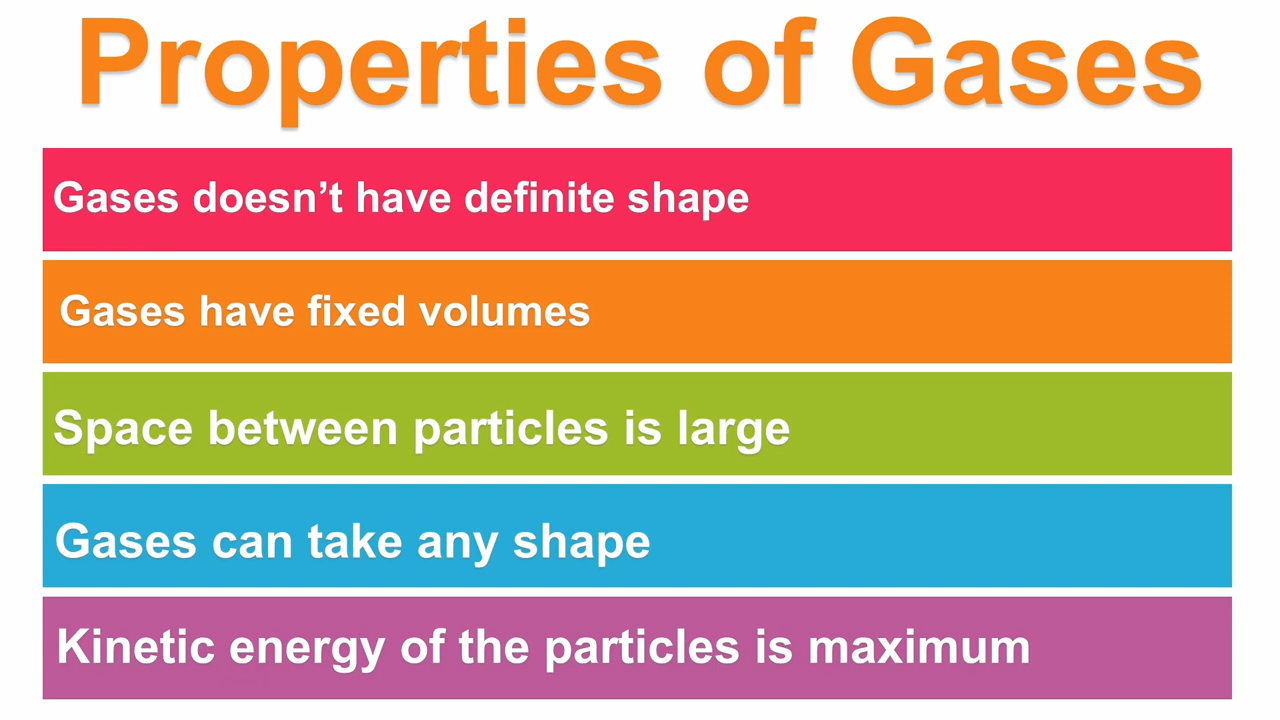 Properties of Gases
Gases doesn’t have definite shape
Gases have fixed volumes
Space between particles is large
Gases can take any shape
Kinetic energy of the particles is maximum